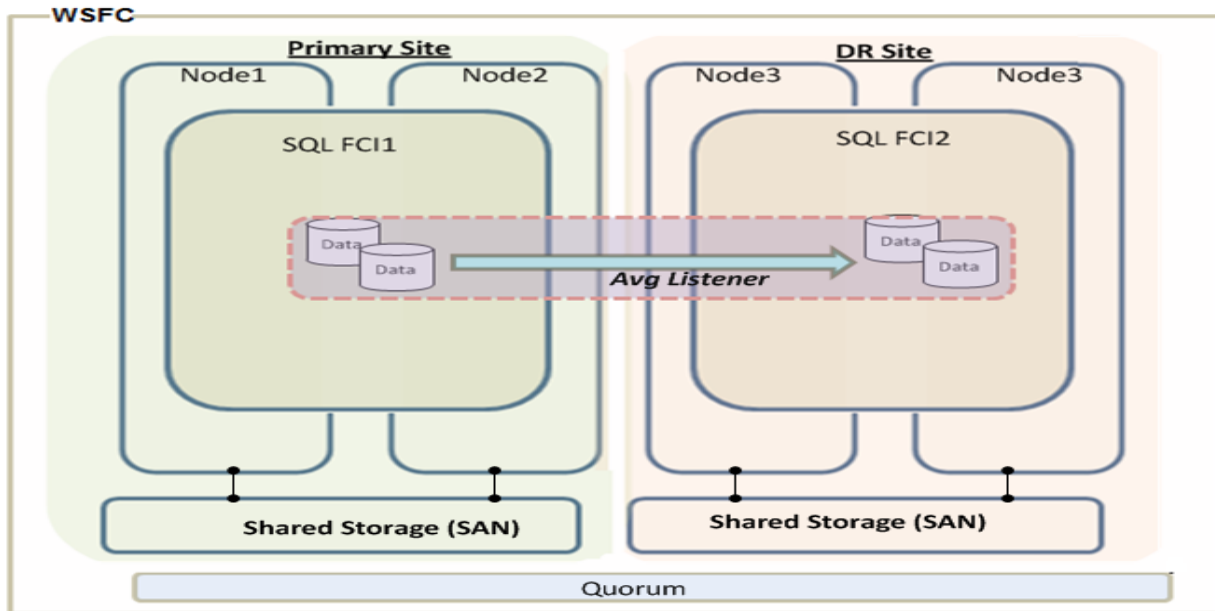 WSFC
Primary Site
DR Site
Node1
Node2
Node3
Node3
SQL FCI1
SQL FCI2
Data
Data
Data
Data
Avg Listener
Shared Storage (SAN)
Shared Storage (SAN)
Quorum